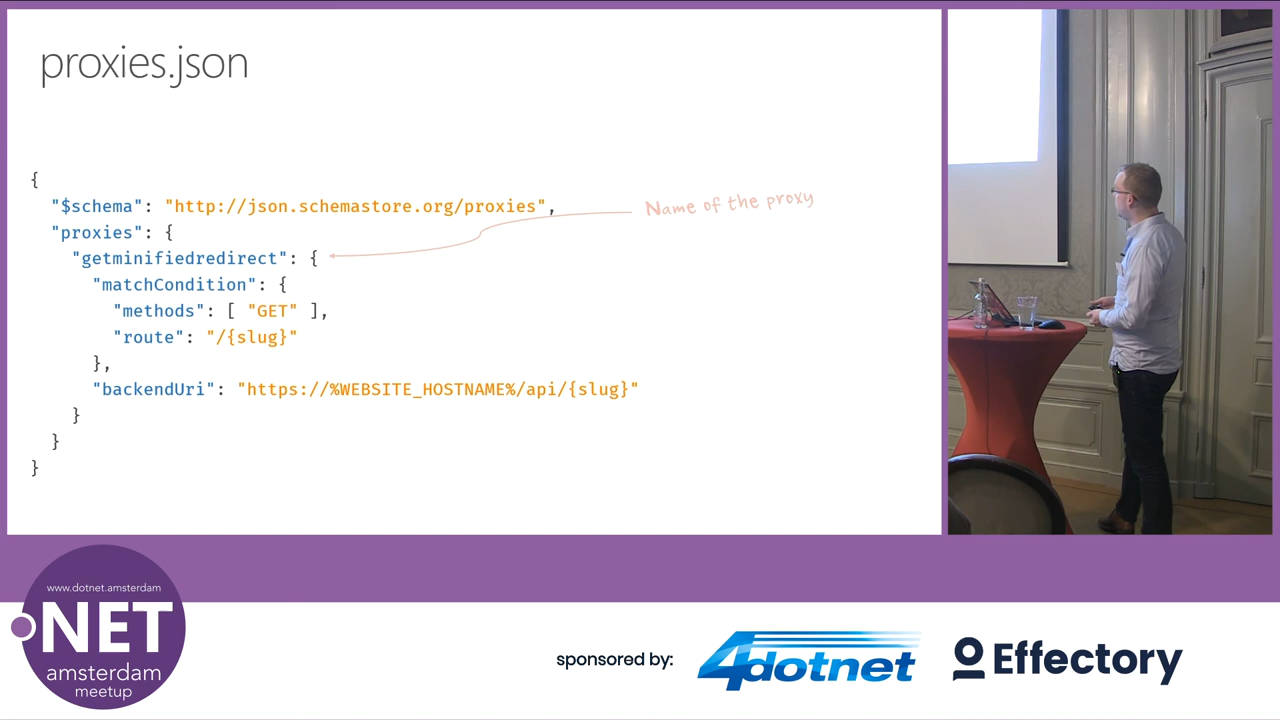 proxies.json
{
"$schema": "http://json.schemastore.org/proxies",
"proxies": {
"getminifiedredirect": {
"matchCondition": {
"methods": [ "GET" ],
"route": "/{slug}"
},
"backendUri": "https://%WEBSITE_HOSTNAME%/api/{slug}"
}
}
}
Name of the proxy
www.dotnet.amsterdam
NET
amsterdam
meetup
sponsored by:
4dotnet
Effectory